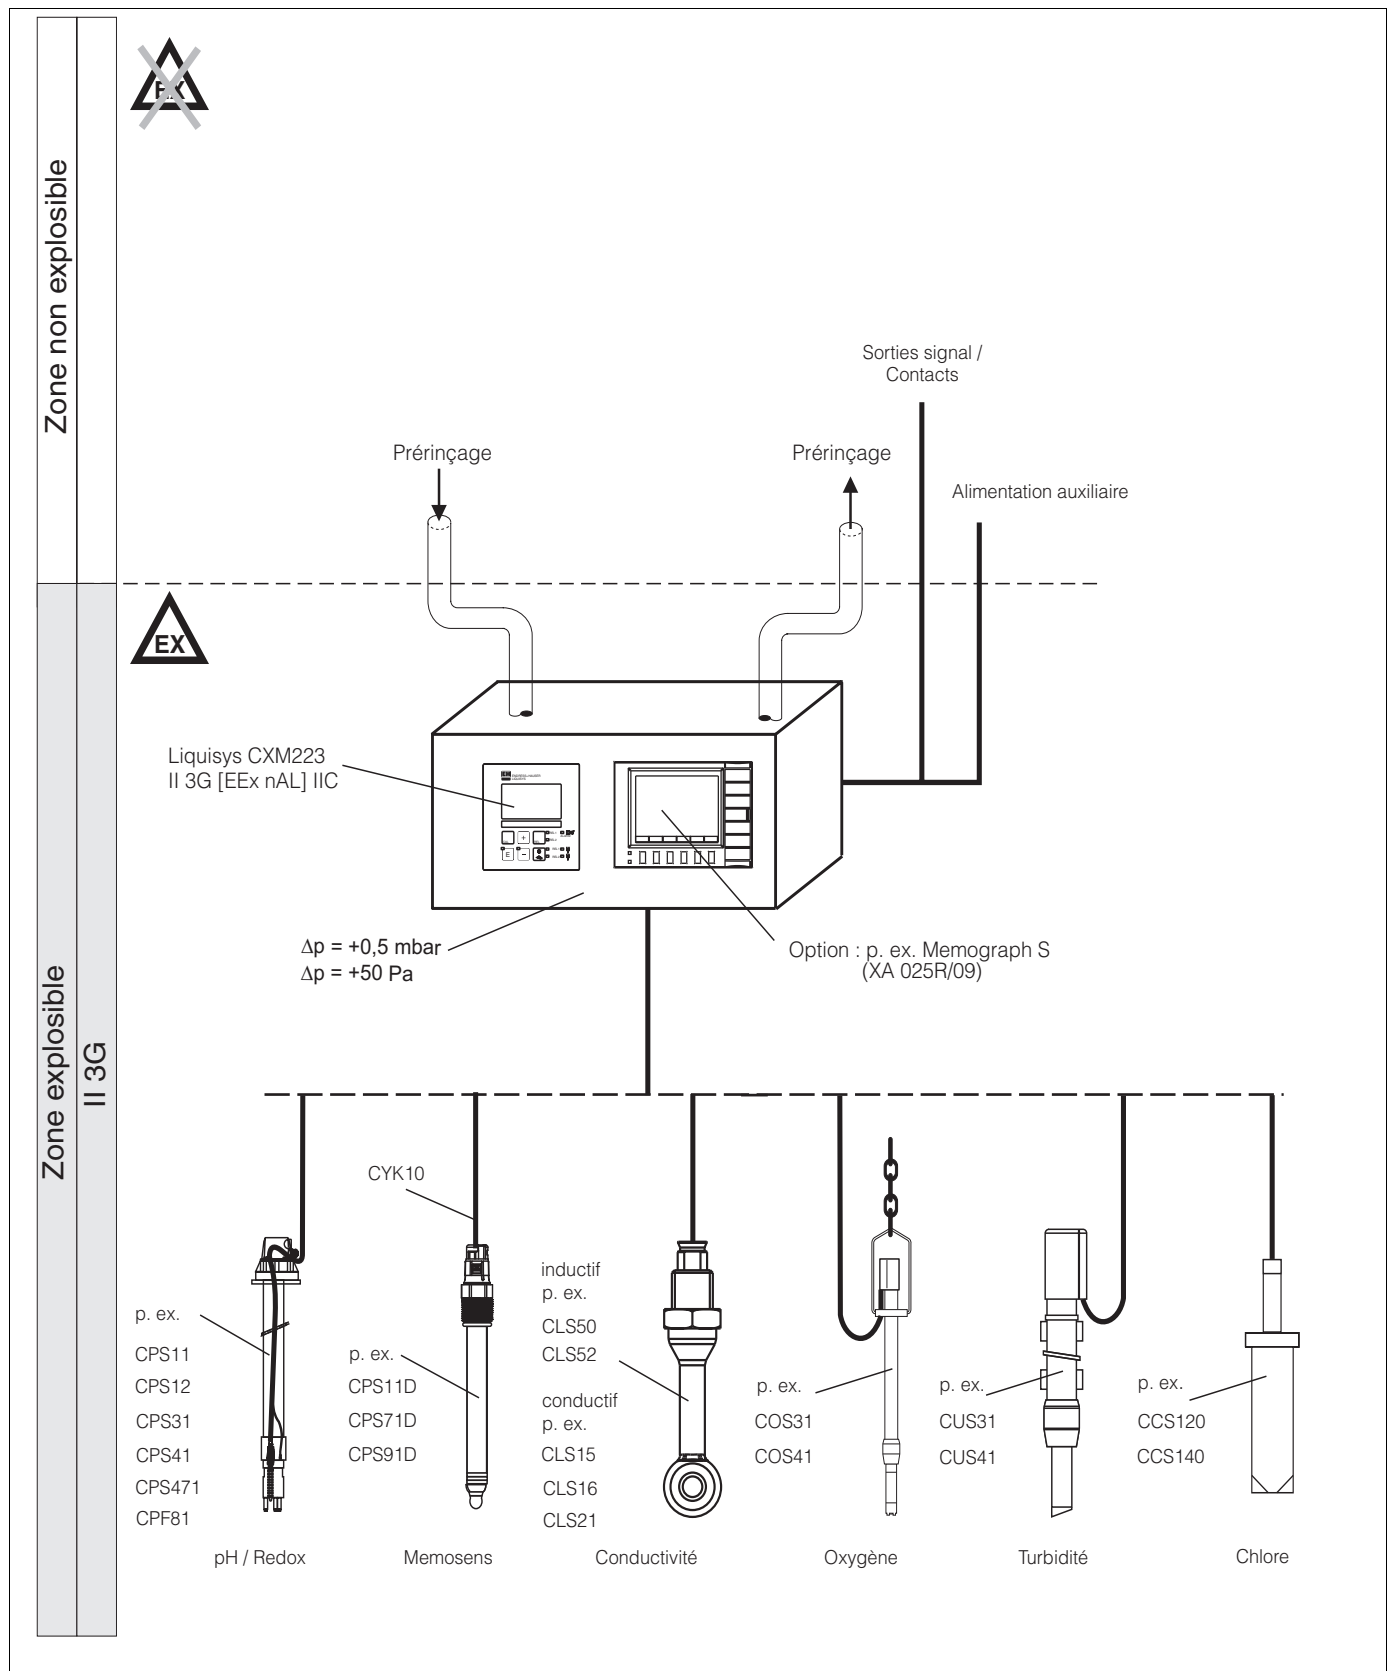 Zone non explosible
EX
Sorties signal /
Contacts
Prérinçage
Prérinçage
Alimentation auxiliaire
Zone explosible
II 3G
EX
Liquisys CXM223
II 3G [EEx nAL] IIC
E
+
−
Δp = +0,5 mbar
Δp = +50 Pa
Option : p. ex. Memograph S
(XA 025R/09)
CYK10
p. ex.
CPS11
CPS12
CPS31
CPS41
CPS471
CPF81
pH / Redox
p. ex.
CPS11D
CPS71D
CPS91D
Memosens
inductif
p. ex.
CLS50
CLS52
conductif
p. ex.
CLS15
CLS16
CLS21
Conductivité
p. ex.
COS31
COS41
Oxygène
p. ex.
CUS31
CUS41
Turbidité
p. ex.
CCS120
CCS140
Chlore